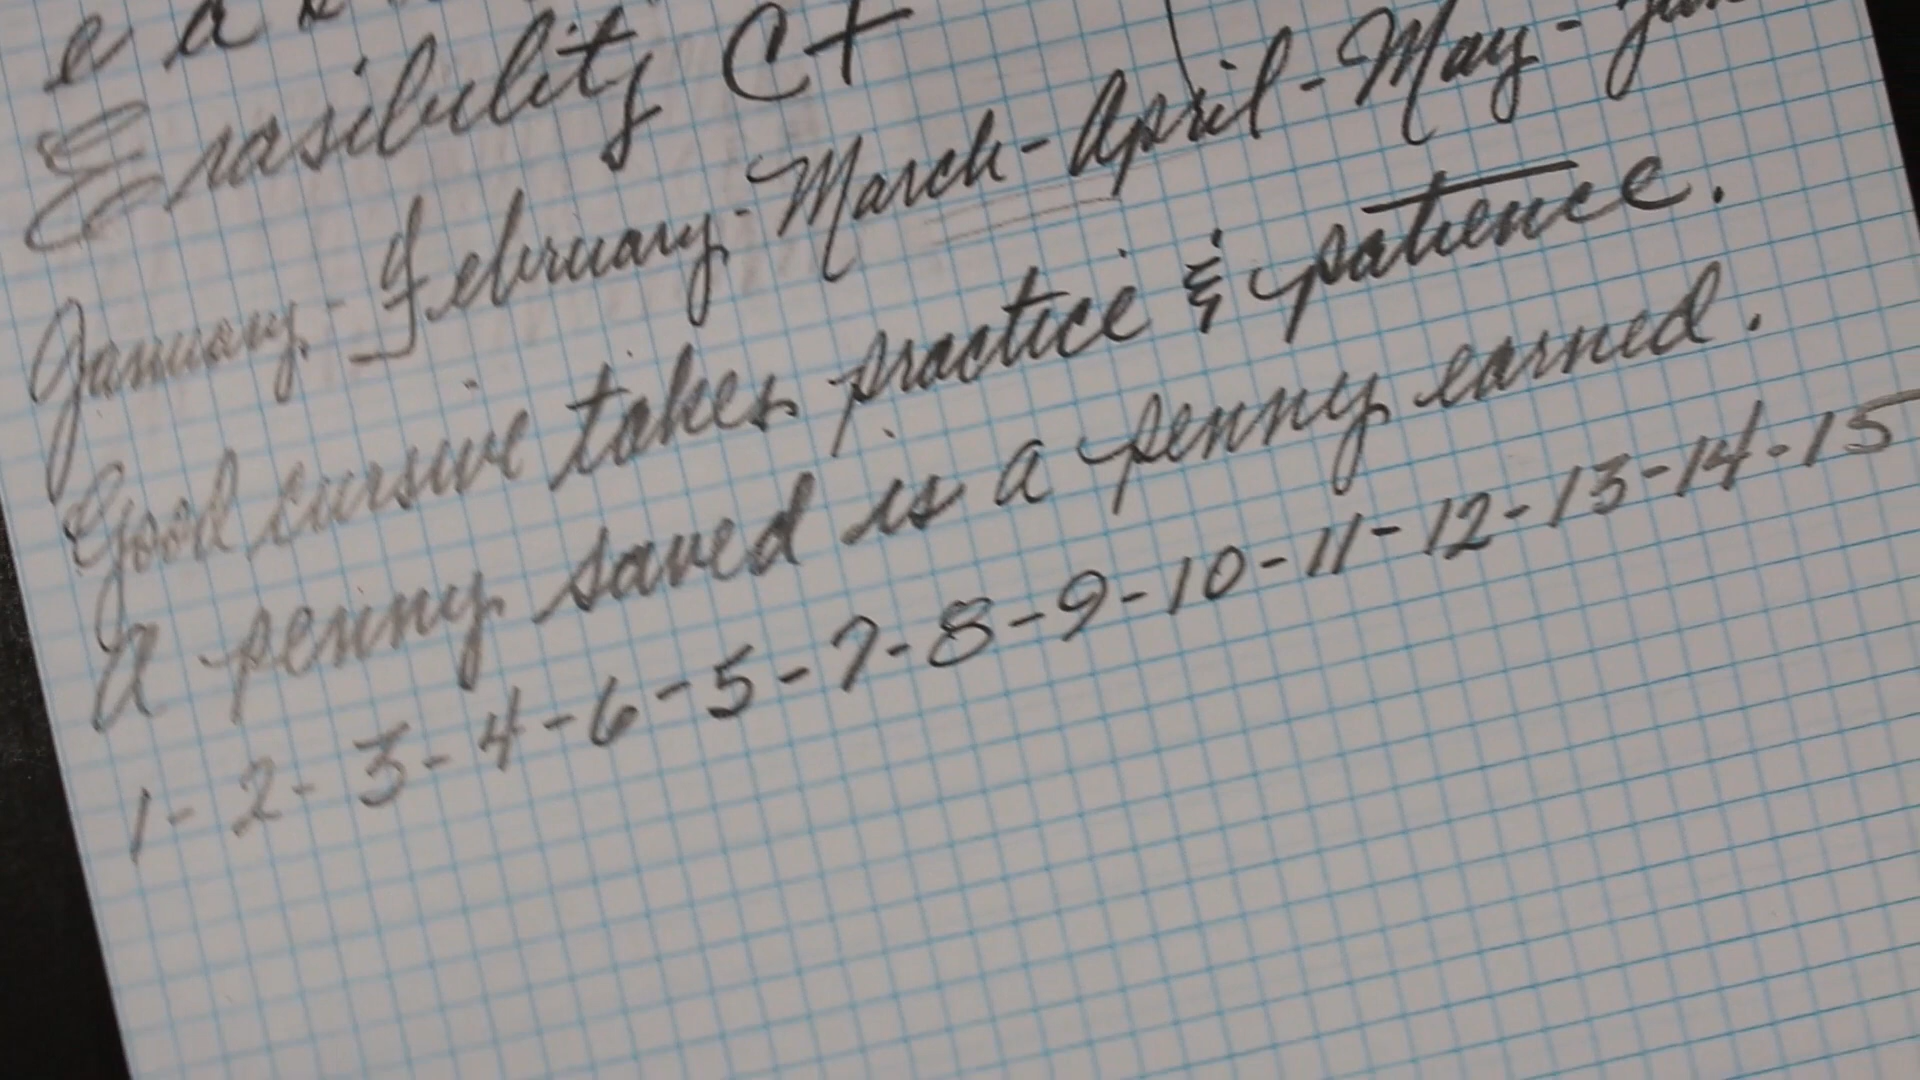 e a
Erasibility C+
January - February - March - April - May -
Good cursive takes practice & patience.
A penny saved is a penny earned.
1 - 2 - 3 - 4 - 6 - 5 - 7 - 8 - 9 - 10 - 11 - 12 - 13 - 14 - 15